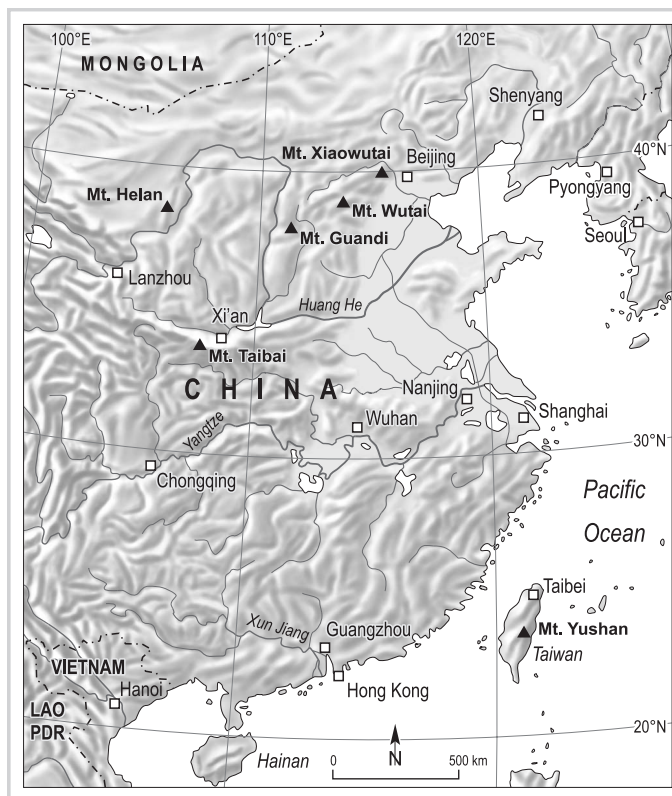 100°E
110°E
120°E
MONGOLIA
Shenyang
40°N
Mt. Xiaowutai
Beijing
Mt. Helan
Mt. Wutai
Pyongyang
Mt. Guandi
Seoul
Lanzhou
Huang He
Xi'an
Mt. Taibai
CHINA
Nanjing
Shanghai
Wuhan
Yangtze
30°N
Chongqing
Pacific
Ocean
Taibei
Xun Jiang
Guangzhou
Mt. Yushan
Taiwan
VIETNAM
Hong Kong
Hanoi
LAO
PDR
20°N
Hainan
N
0
500 km